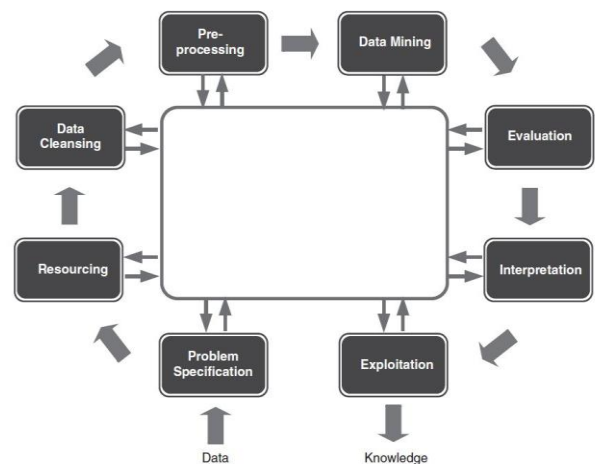 Pre-
processing
Data Mining
Data
Cleansing
Evaluation
Resourcing
Interpretation
Problem
Specification
Exploitation
Data
Knowledge